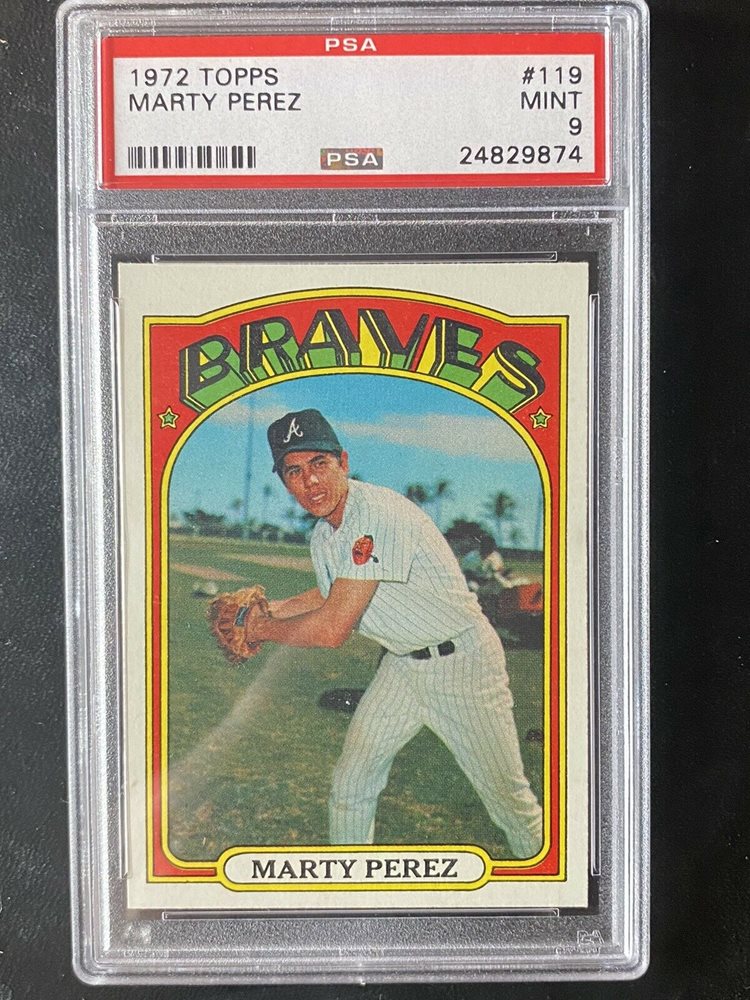 PSA
1972 TOPPS #119
MARTY PEREZ MINT
9
PSA 24829874
BRAVES
A
MARTY PEREZ